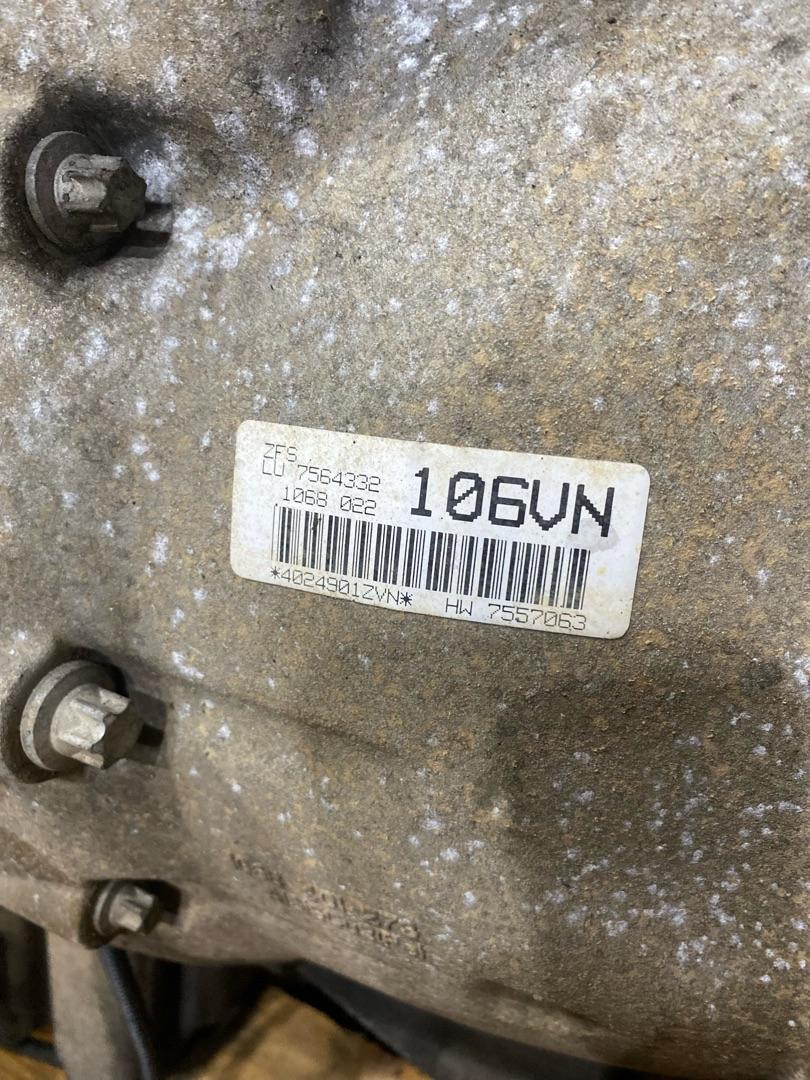 ZFS
LU 7564332
1068 022
106VN
*4024901ZVN* HW 7557063